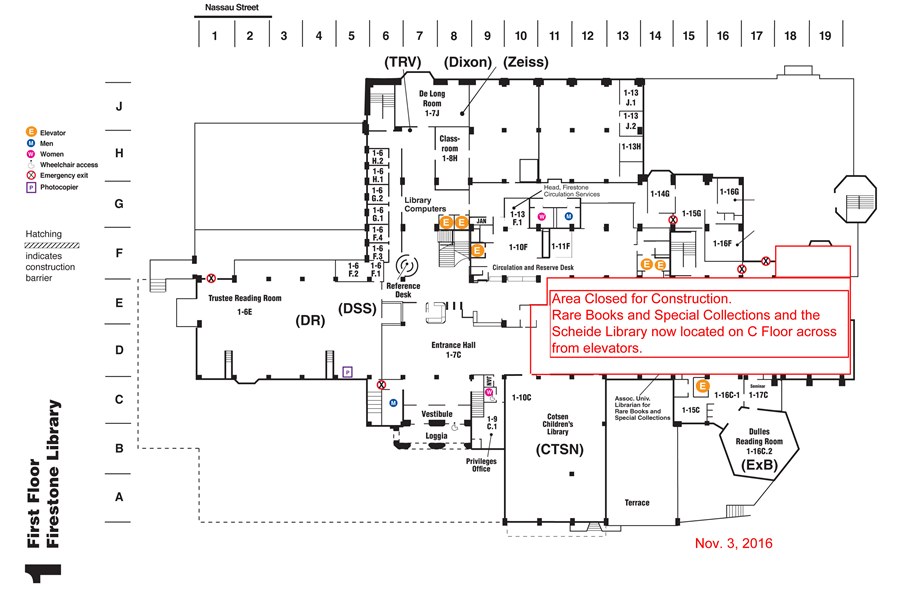 Nassau Street
1 2 3 4 5 6 7 8 9 10 11 12 13 14 15 16 17 18 19
(TRV) (Dixon) (Zeiss)
J
H
G
F
E
D
C
B
A
E Elevator
M Men
W Women
Wheelchair access
Emergency exit
P Photocopier
Hatching
indicates
construction
barrier
De Long
Room
1-7J
Class-
room
1-8H
1-13
J.1
1-13
J.2
1-13H
1-6
H.2
1-6
H.1
1-6
G.2
1-6
G.1
1-6
F.4
1-6
F.3
1-6
F.2
1-6
F.1
Library
Computers
E E
JAN
E
Head, Firestone
Circulation Services
1-13
F.1
W
M
1-10F
1-11F
Circulation and Reserve Desk
1-14G
1-15G
1-16G
1-16F
E E
Reference
Desk
Trustee Reading Room
1-6E
(DR)
(DSS)
P
Area Closed for Construction.
Rare Books and Special Collections and the
Scheide Library now located on C Floor across
from elevators.
Entrance Hall
1-7C
M
Vestibule
Loggia
JAN
W
1-9
C.1
Privileges
Office
1-10C
Cotsen
Children's
Library
(CTSN)
Assoc. Univ.
Librarian for
Rare Books and
Special Collections
E
1-15C
1-16C-1
Seminar
1-17C
Dulles
Reading Room
1-16C.2
(ExB)
Terrace
Nov. 3, 2016
1
First Floor
Firestone Library